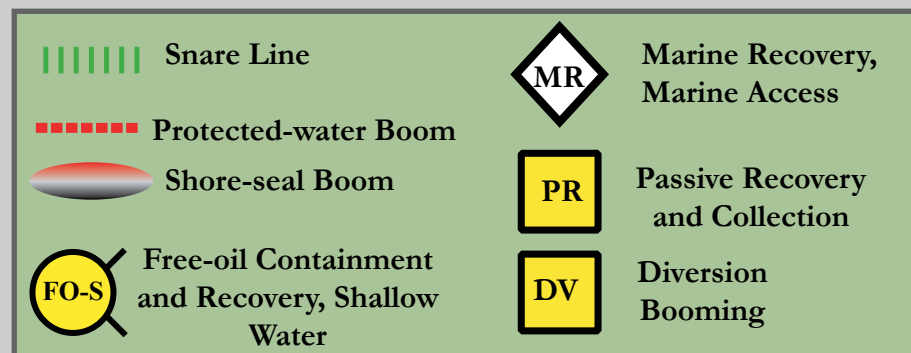 Snare Line
Protected-water Boom
Shore-seal Boom
FO-S
Free-oil Containment
and Recovery, Shallow
Water
MR
Marine Recovery,
Marine Access
PR
Passive Recovery
and Collection
DV
Diversion
Booming